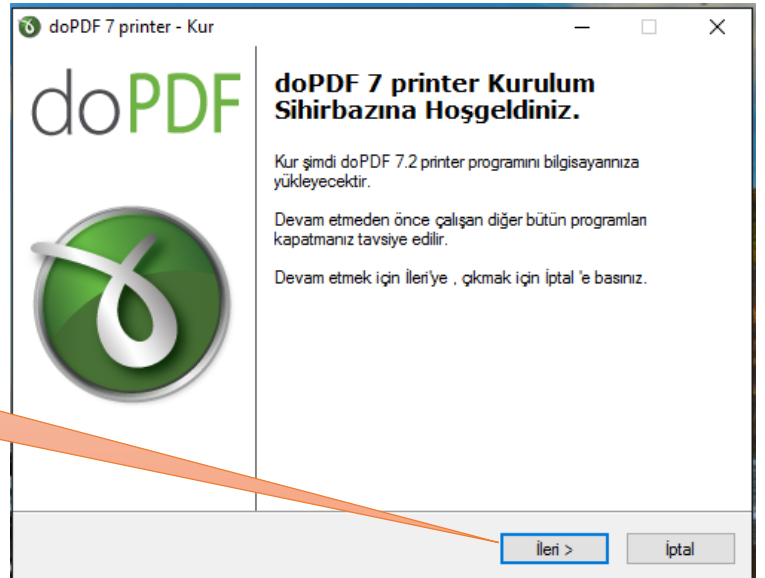 doPDF 7 printer - Kur
doPDF
doPDF 7 printer Kurulum
Sihirbazına Hoşgeldiniz.
Kur şimdi doPDF 7.2 printer programını bilgisayarınıza
yükleyecektir.
Devam etmeden önce çalışan diğer bütün programları
kapatmanız tavsiye edilir.
Devam etmek için İleri'ye , çıkmak için İptal 'e basınız.
İleri >
İptal